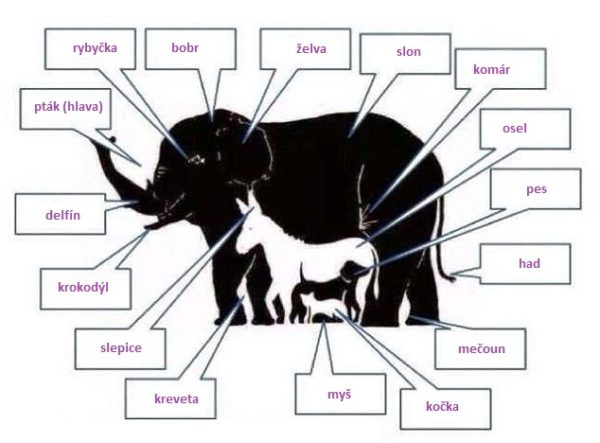 rybyčka
bobr
želva
slon
komár
pták (hlava)
osel
pes
delfín
had
krokodýl
slepice
mečoun
kreveta
myš
kočka